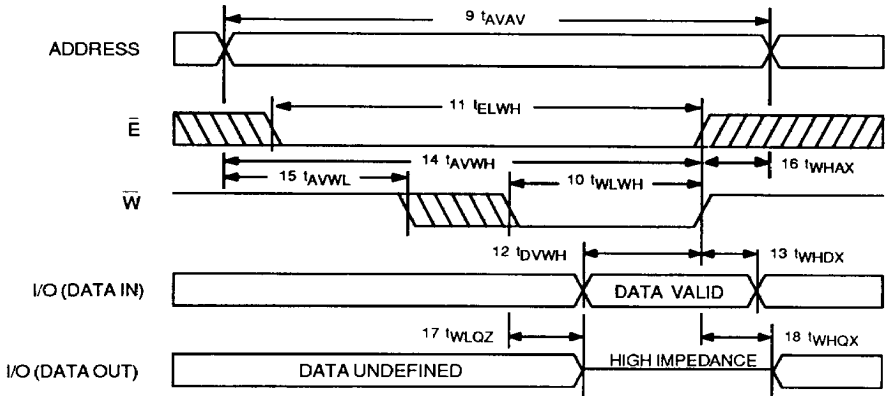 9 tAVAV
ADDRESS
11 tELWH
E
14 tAVWH
16 tWHAX
15 tAVWL
10 tWLWH
W
12 tDVWH
13 tWHDX
I/O (DATA IN)
DATA VALID
17 tWLQZ
18 tWHQX
HIGH IMPEDANCE
I/O (DATA OUT)
DATA UNDEFINED